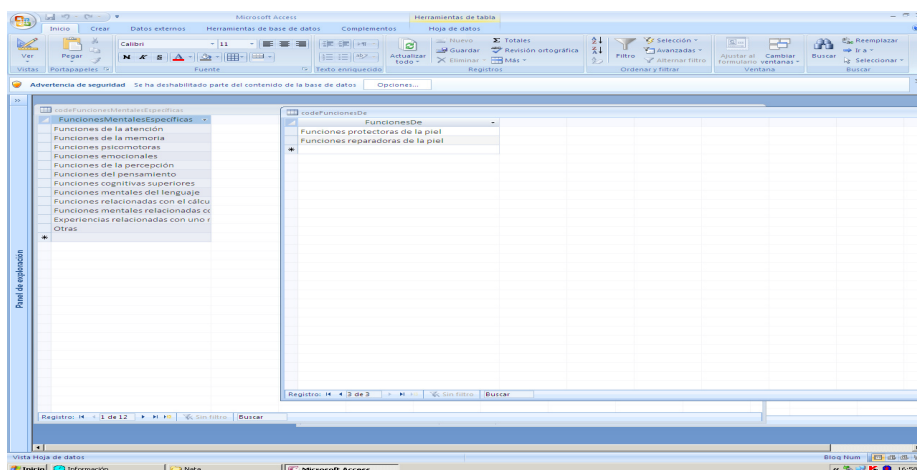 Microsoft Access
Herramientas de tabla
Inicio Crear Datos externos Herramientas de base de datos Complementos Hoja de datos
Calibri 11
Nuevo Σ Totales
Selección
Reemplazar
Guardar Revisión ortográfica
Avanzadas
Ir a
Ver Pegar N K S Actualizar todo Eliminar Más Filtro Alternar filtro Ajustar al formulario Cambiar ventanas Buscar Seleccionar
Vistas Portapapeles Fuente Texto enriquecido Registros Ordenar y filtrar Ventana Buscar
Advertencia de seguridad Se ha deshabilitado parte del contenido de la base de datos Opciones...
Panel de exploración
codeFuncionesMentalesEspecíficas
FuncionesMentalesEspecíficas
Funciones de la atención
Funciones de la memoria
Funciones psicomotoras
Funciones emocionales
Funciones de la percepción
Funciones del pensamiento
Funciones cognitivas superiores
Funciones mentales del lenguaje
Funciones relacionadas con el cálcu
Funciones mentales relacionadas co
Experiencias relacionadas con uno r
Otras
Registro: 1 de 12 Sin filtro Buscar
codeFuncionesDe
FuncionesDe
Funciones protectoras de la piel
Funciones reparadoras de la piel
Registro: 3 de 3 Sin filtro Buscar
Vista Hoja de datos
Bloq Num
Inicio Información Nata Microsoft Access